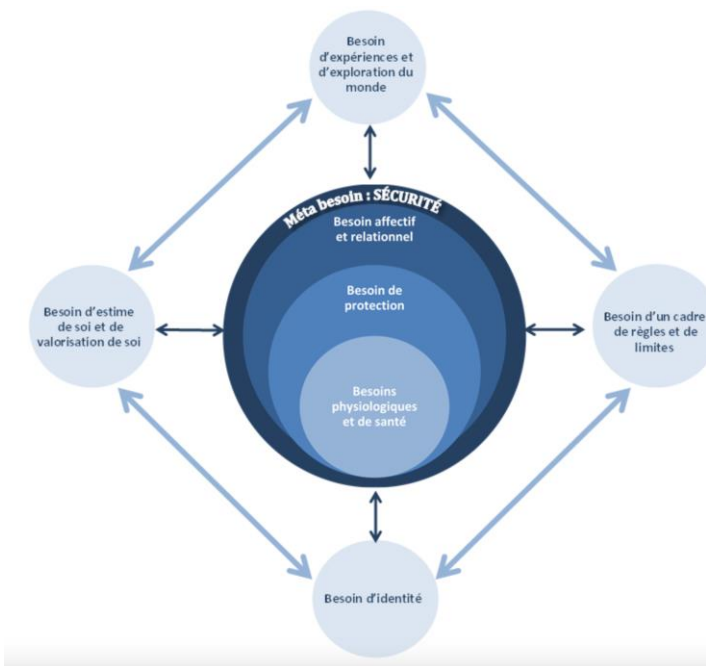 Besoin
d'expériences et
d'exploration du
monde
Méta besoin : SÉCURITÉ
Besoin affectif
et relationnel
Besoin de
protection
Besoin d'estime
de soi et de
valorisation de soi
Besoin d'un cadre
de règles et de
limites
Besoins
physiologiques
et de santé
Besoin d'identité